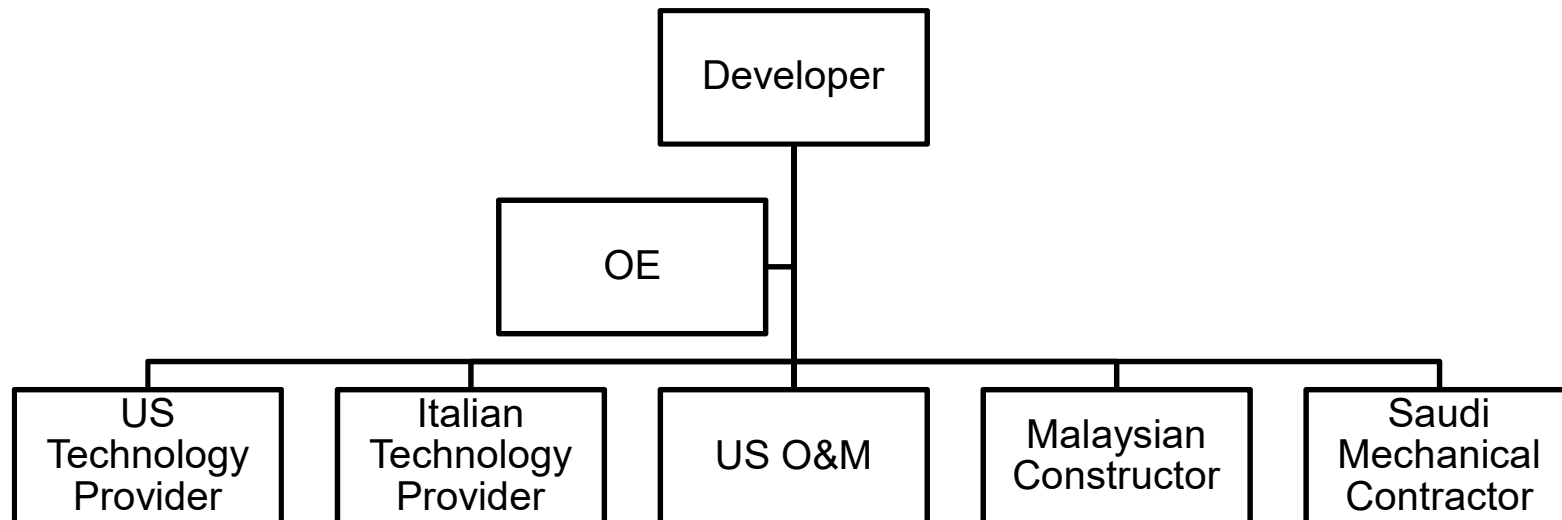 Developer
OE
US
Technology
Provider
Italian
Technology
Provider
US O&M
Malaysian
Constructor
Saudi
Mechanical
Contractor